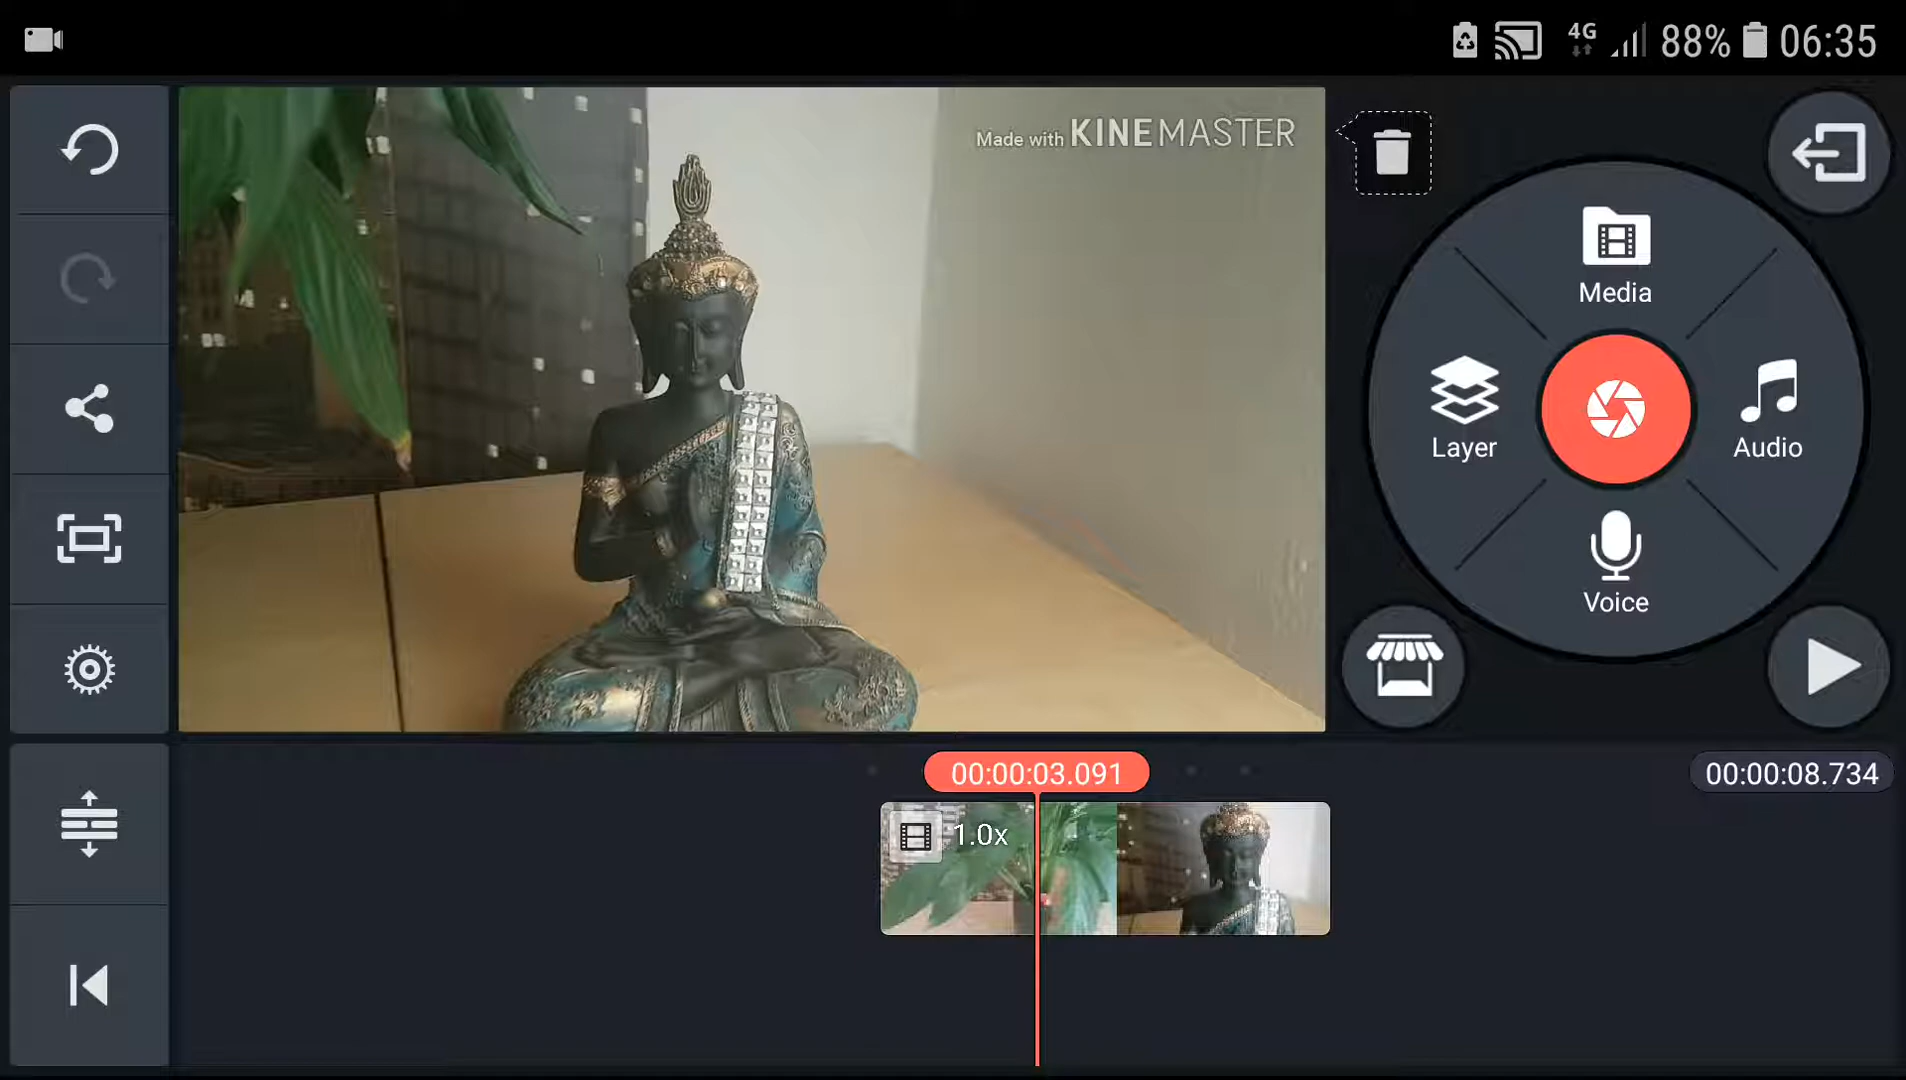 4G 88% 06:35
Made with KINEMASTER
Media
Layer
Audio
Voice
00:00:03.091
00:00:08.734
1.0x